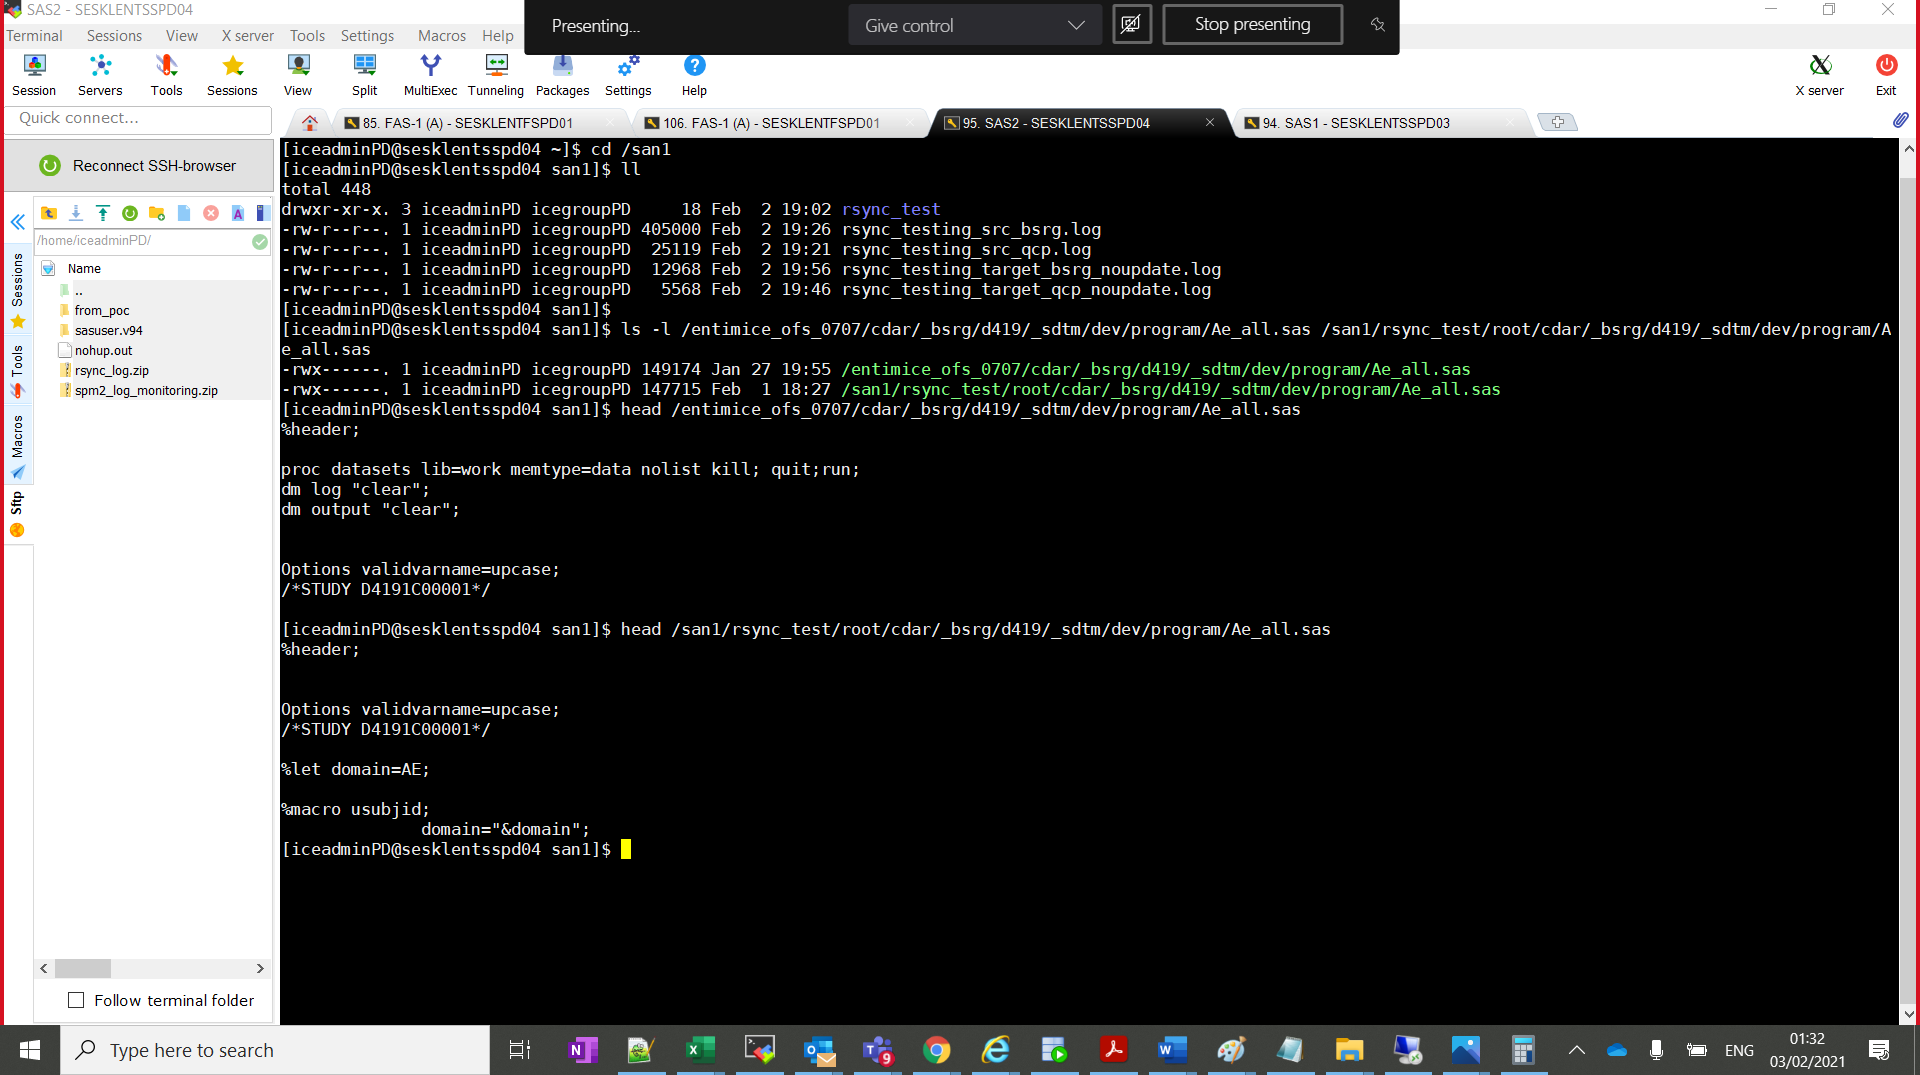 SAS2 - SESKLENTSSPD04
Presenting...
Give control
Stop presenting
Terminal Sessions View X server Tools Settings Macros Help
Session Servers Tools Sessions View Split MultiExec Tunneling Packages Settings Help X server Exit
Quick connect...
85. FAS-1 (A) - SESKLENTFSPD01
106. FAS-1 (A) - SESKLENTFSPD01
95. SAS2 - SESKLENTSSPD04
94. SAS1 - SESKLENTSSPD03
Reconnect SSH-browser
/home/iceadminPD/
Name
..
from_poc
sasuser.v94
nohup.out
rsync_log.zip
spm2_log_monitoring.zip
Sessions
Tools
Macros
Sftp
Follow terminal folder
[iceadminPD@sesklentsspd04 ~]$ cd /san1
[iceadminPD@sesklentsspd04 san1]$ ll
total 448
drwxr-xr-x. 3 iceadminPD icegroupPD     18 Feb  2 19:02 rsync_test
-rw-r--r--. 1 iceadminPD icegroupPD 405000 Feb  2 19:26 rsync_testing_src_bsrg.log
-rw-r--r--. 1 iceadminPD icegroupPD  25119 Feb  2 19:21 rsync_testing_src_qcp.log
-rw-r--r--. 1 iceadminPD icegroupPD  12968 Feb  2 19:56 rsync_testing_target_bsrg_noupdate.log
-rw-r--r--. 1 iceadminPD icegroupPD   5568 Feb  2 19:46 rsync_testing_target_qcp_noupdate.log
[iceadminPD@sesklentsspd04 san1]$
[iceadminPD@sesklentsspd04 san1]$ ls -l /entimice_ofs_0707/cdar/_bsrg/d419/_sdtm/dev/program/Ae_all.sas /san1/rsync_test/root/cdar/_bsrg/d419/_sdtm/dev/program/A
e_all.sas
-rwx------. 1 iceadminPD icegroupPD 149174 Jan 27 19:55 /entimice_ofs_0707/cdar/_bsrg/d419/_sdtm/dev/program/Ae_all.sas
-rwx------. 1 iceadminPD icegroupPD 147715 Feb  1 18:27 /san1/rsync_test/root/cdar/_bsrg/d419/_sdtm/dev/program/Ae_all.sas
[iceadminPD@sesklentsspd04 san1]$ head /entimice_ofs_0707/cdar/_bsrg/d419/_sdtm/dev/program/Ae_all.sas
%header;
proc datasets lib=work memtype=data nolist kill; quit;run;
dm log "clear";
dm output "clear";
Options validvarname=upcase;
/*STUDY D4191C00001*/
[iceadminPD@sesklentsspd04 san1]$ head /san1/rsync_test/root/cdar/_bsrg/d419/_sdtm/dev/program/Ae_all.sas
%header;
Options validvarname=upcase;
/*STUDY D4191C00001*/
%let domain=AE;
%macro usubjid;
domain="&domain";
[iceadminPD@sesklentsspd04 san1]$
Type here to search
9
ENG
01:32
03/02/2021